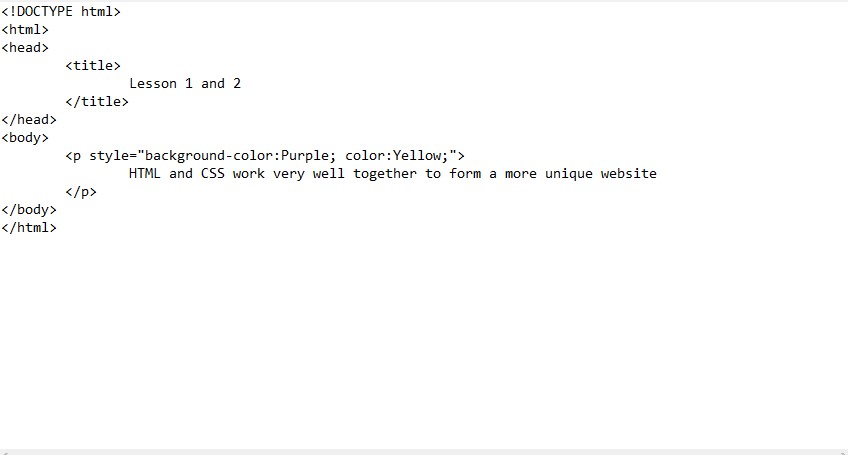 <!DOCTYPE html>
<html>
<head>
<title>
Lesson 1 and 2
</title>
</head>
<body>
<p style="background-color:Purple; color:Yellow;">
HTML and CSS work very well together to form a more unique website
</p>
</body>
</html>